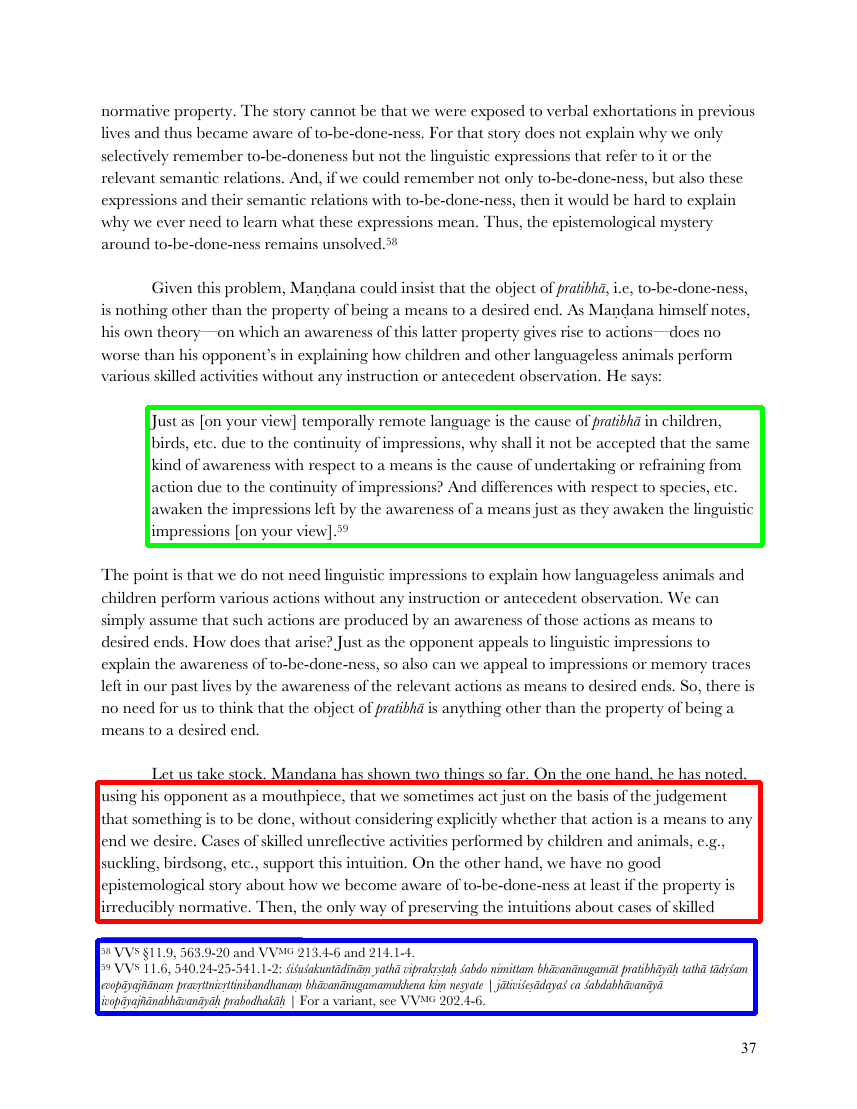 normative property. The story cannot be that we were exposed to verbal exhortations in previous
lives and thus became aware of to-be-done-ness. For that story does not explain why we only
selectively remember to-be-doneness but not the linguistic expressions that refer to it or the
relevant semantic relations. And, if we could remember not only to-be-done-ness, but also these
expressions and their semantic relations with to-be-done-ness, then it would be hard to explain
why we ever need to learn what these expressions mean. Thus, the epistemological mystery
around to-be-done-ness remains unsolved.⁵⁸
Given this problem, Maṇḍana could insist that the object of pratibhā, i.e, to-be-done-ness,
is nothing other than the property of being a means to a desired end. As Maṇḍana himself notes,
his own theory—on which an awareness of this latter property gives rise to actions—does no
worse than his opponent's in explaining how children and other languageless animals perform
various skilled activities without any instruction or antecedent observation. He says:
Just as [on your view] temporally remote language is the cause of pratibhā in children,
birds, etc. due to the continuity of impressions, why shall it not be accepted that the same
kind of awareness with respect to a means is the cause of undertaking or refraining from
action due to the continuity of impressions? And differences with respect to species, etc.
awaken the impressions left by the awareness of a means just as they awaken the linguistic
impressions [on your view].⁵⁹
The point is that we do not need linguistic impressions to explain how languageless animals and
children perform various actions without any instruction or antecedent observation. We can
simply assume that such actions are produced by an awareness of those actions as means to
desired ends. How does that arise? Just as the opponent appeals to linguistic impressions to
explain the awareness of to-be-done-ness, so also can we appeal to impressions or memory traces
left in our past lives by the awareness of the relevant actions as means to desired ends. So, there is
no need for us to think that the object of pratibhā is anything other than the property of being a
means to a desired end.
Let us take stock. Maṇḍana has shown two things so far. On the one hand, he has noted,
using his opponent as a mouthpiece, that we sometimes act just on the basis of the judgement
that something is to be done, without considering explicitly whether that action is a means to any
end we desire. Cases of skilled unreflective activities performed by children and animals, e.g.,
suckling, birdsong, etc., support this intuition. On the other hand, we have no good
epistemological story about how we become aware of to-be-done-ness at least if the property is
irreducibly normative. Then, the only way of preserving the intuitions about cases of skilled
⁵⁸ VVˢ §11.9, 563.9-20 and VVᴹᴳ 213.4-6 and 214.1-4.
⁵⁹ VVˢ 11.6, 540.24-25-541.1-2: śiśuśakuntādīnāṃ yathā viprakṛṣṭaḥ śabdo nimittam bhāvanānugamāt pratibhāyāḥ tathā tādṛśam
evopāyajñānaṃ pravṛttinivṛttinibandhanaṃ bhāvanānugamamukhena kiṃ neṣyate | jātiviśeṣādayaś ca śabdabhāvanāyā
ivopāyajñānabhāvanāyāḥ prabodhakāḥ | For a variant, see VVᴹᴳ 202.4-6.
37